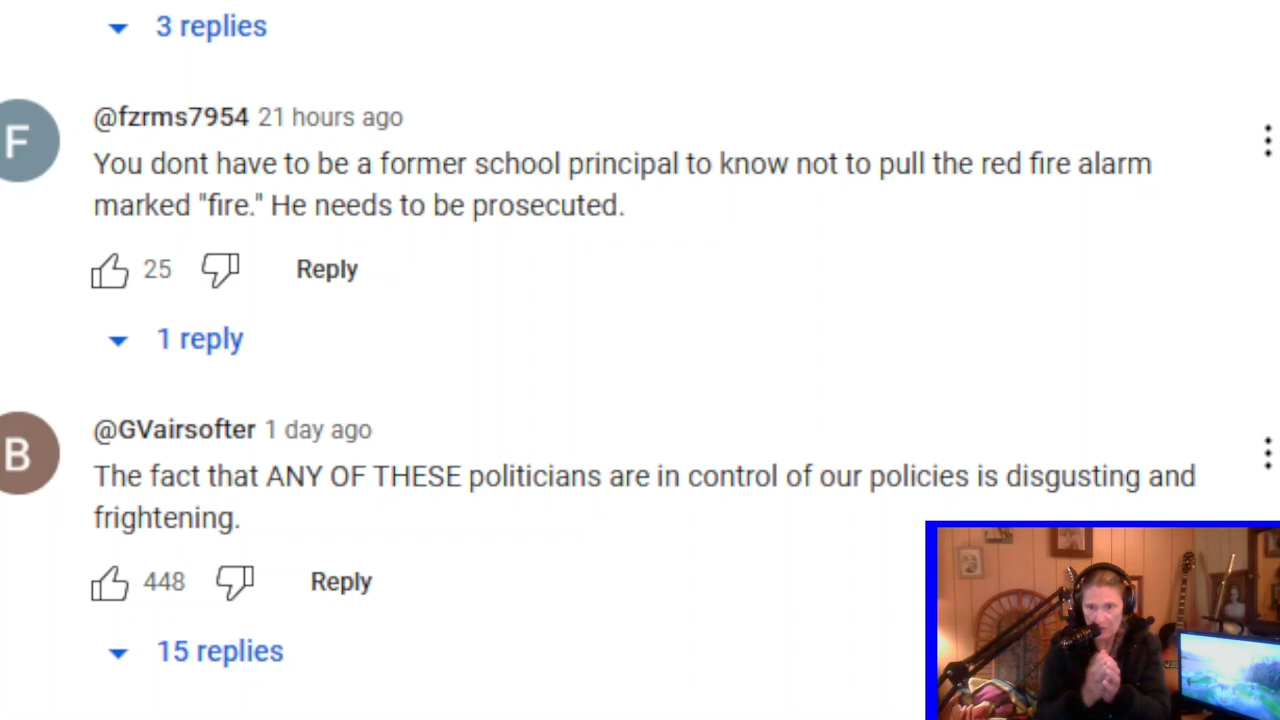 3 replies
F
@fzrms7954 21 hours ago
You dont have to be a former school principal to know not to pull the red fire alarm
marked "fire." He needs to be prosecuted.
25 Reply
1 reply
B
@GVairsofter 1 day ago
The fact that ANY OF THESE politicians are in control of our policies is disgusting and
frightening.
448 Reply
15 replies